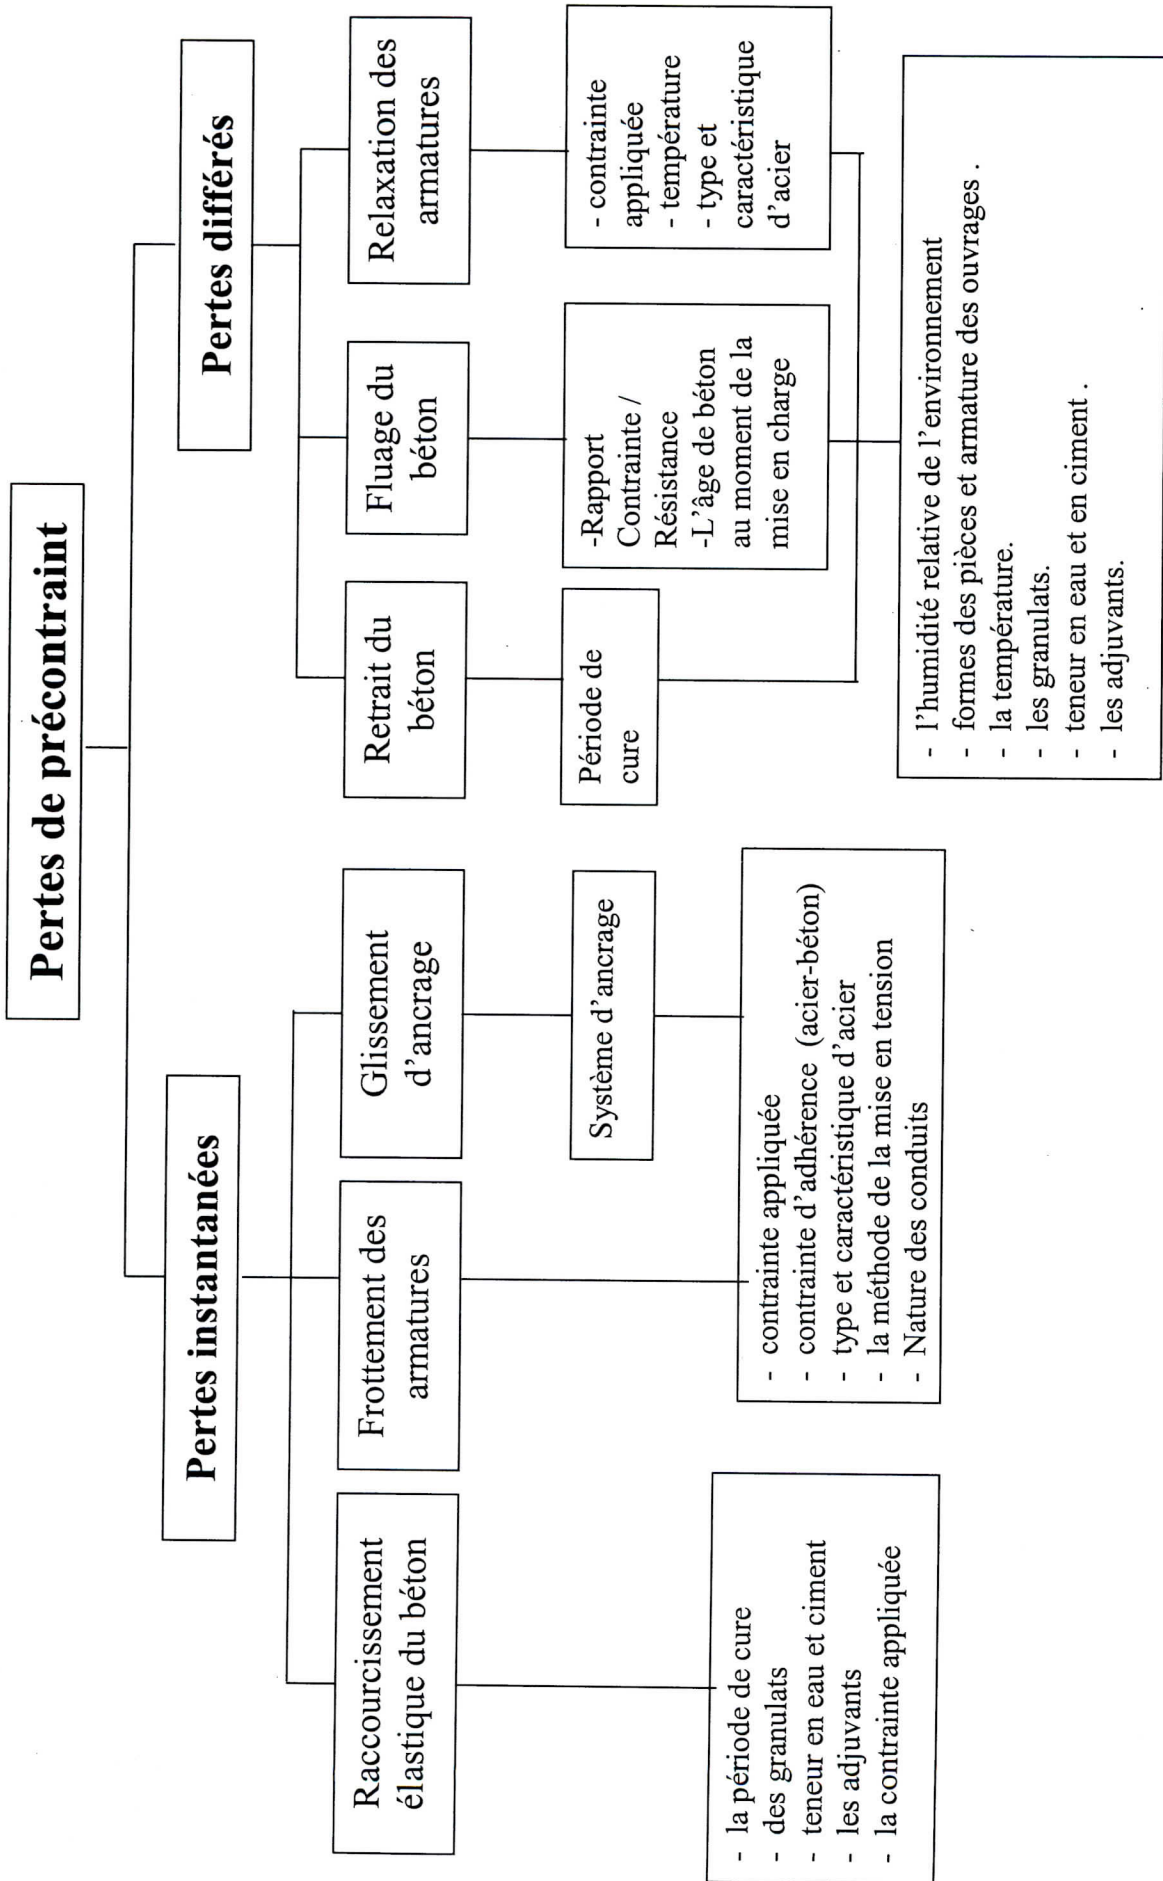 Pertes de précontraint
Pertes instantanées
Pertes différés
Raccourcissement
élastique du béton
Frottement des
armatures
Glissement
d'ancrage
Retrait du
béton
Fluage du
béton
Relaxation des
armatures
Système d'ancrage
Période de
cure
-Rapport
Contrainte /
Résistance
-L'âge de béton
au moment de la
mise en charge
- contrainte
appliquée
- température
- type et
caractéristique
d'acier
- la période de cure
- des granulats
teneur en eau et ciment
- les adjuvants
- la contrainte appliquée
- contrainte appliquée
- contrainte d'adhérence (acier-béton)
- type et caractéristique d'acier
la méthode de la mise en tension
- Nature des conduits
- l'humidité relative de l'environnement
- formes des pièces et armature des ouvrages .
- la température.
- les granulats.
- teneur en eau et en ciment .
- les adjuvants.